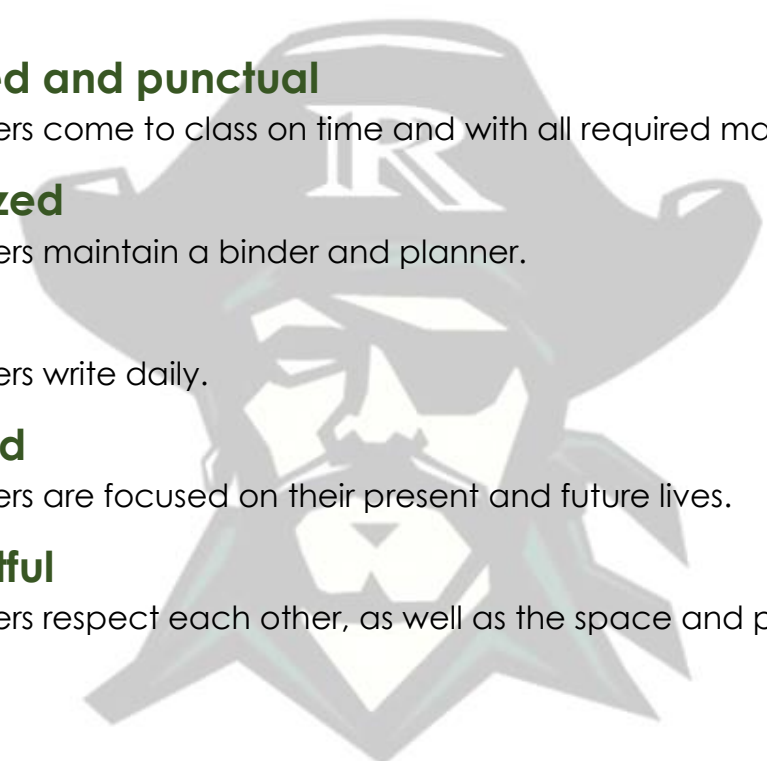 ed and punctual
R
ers come to class on time and with all required ma
zed
ers maintain a binder and planner.
ers write daily.
d
ers are focused on their present and future lives.
tful
ers respect each other, as well as the space and p